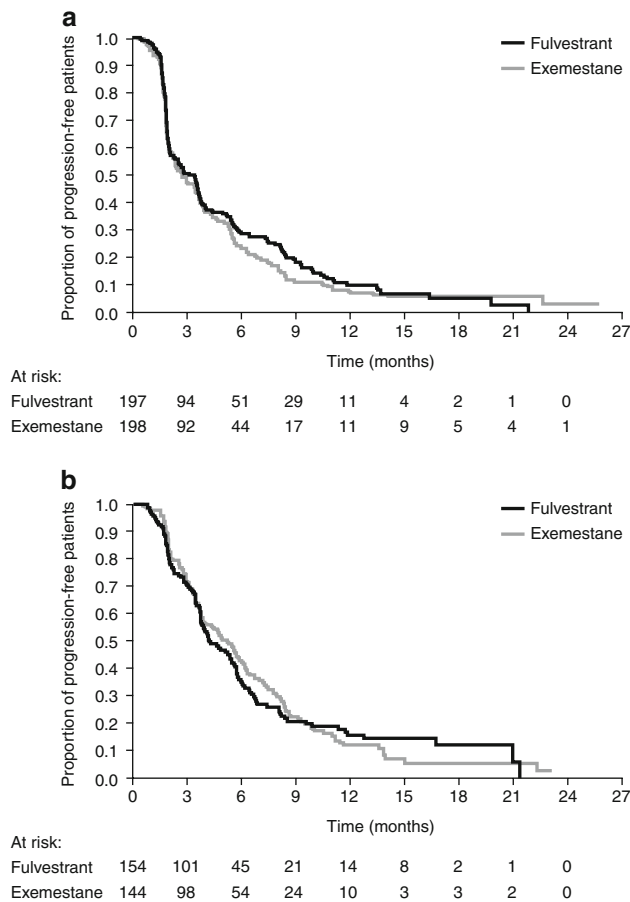 a
Fulvestrant
Exemestane
Proportion of progression-free patients
1.0
0.9
0.8
0.7
0.6
0.5
0.4
0.3
0.2
0.1
0.0
0 3 6 9 12 15 18 21 24 27
Time (months)
At risk:
Fulvestrant 197 94 51 29 11 4 2 1 0
Exemestane 198 92 44 17 11 9 5 4 1
b
Fulvestrant
Exemestane
Proportion of progression-free patients
1.0
0.9
0.8
0.7
0.6
0.5
0.4
0.3
0.2
0.1
0.0
0 3 6 9 12 15 18 21 24 27
Time (months)
At risk:
Fulvestrant 154 101 45 21 14 8 2 1 0
Exemestane 144 98 54 24 10 3 3 2 0